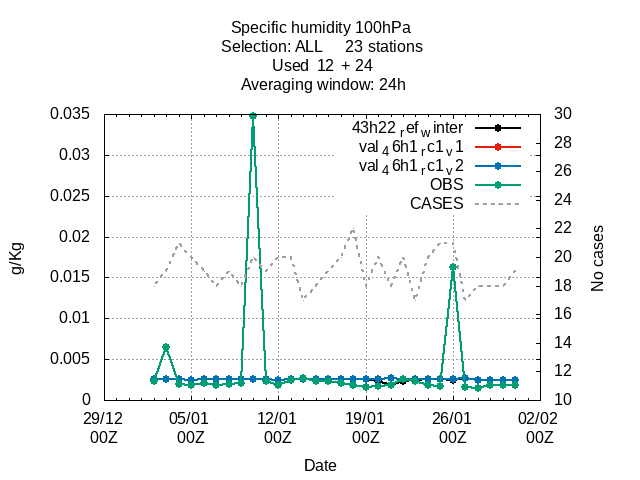 Specific humidity 100hPa
Selection: ALL 23 stations
Used 12 + 24
Averaging window: 24h
0.035
0.03
0.025
0.02
0.015
0.01
0.005
0
g/Kg
43h22_ref_winter
val_46h1_rc1_v1
val_46h1_rc1_v2
OBS
CASES
30
28
26
24
22
20
18
16
14
12
10
No cases
29/12 05/01 12/01 19/01 26/01 02/02
00Z 00Z 00Z 00Z 00Z 00Z
Date